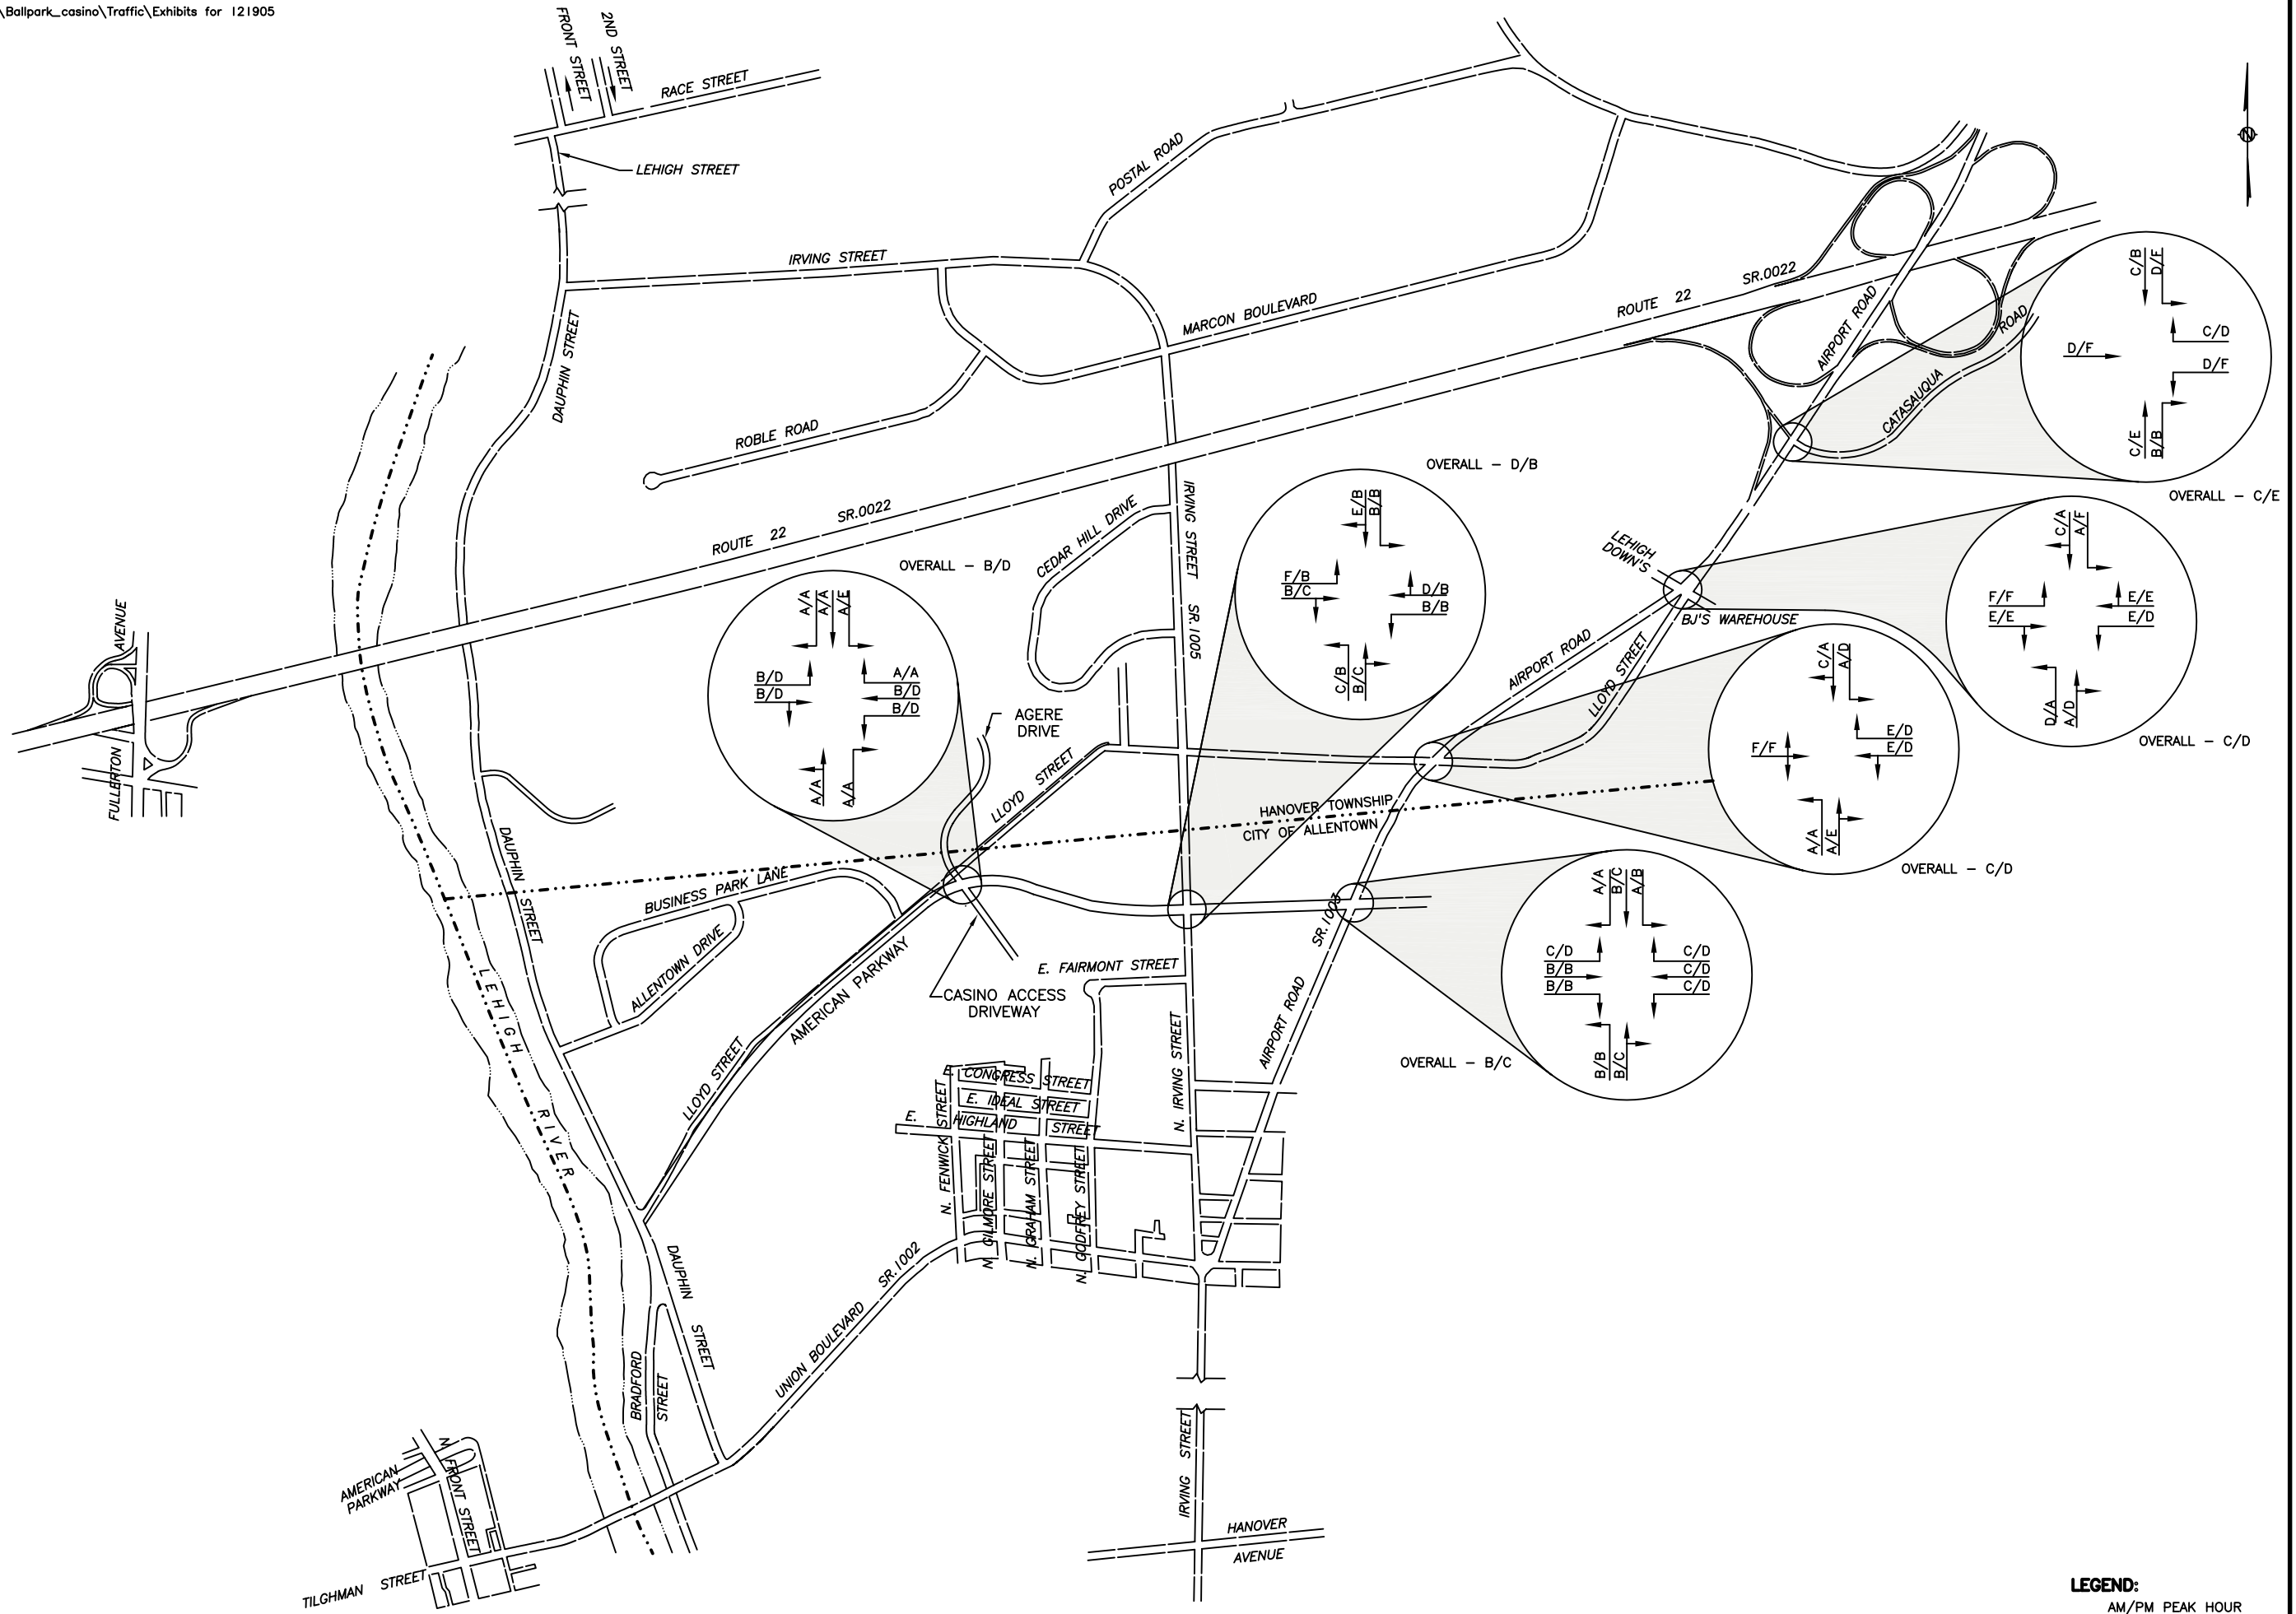 \Ballpark_casino\Traffic\Exhibits for 121905
FRONT STREET
2ND STREET
RACE STREET
LEHIGH STREET
POSTAL ROAD
IRVING STREET
DAUPHIN STREET
MARCON BOULEVARD
ROUTE 22
SR.0022
AIRPORT ROAD
CATASAUQUA
ROAD
C/B
D/F
C/D
D/F
D/F
C/E
B/B
OVERALL – C/E
ROBLE ROAD
ROUTE 22
SR.0022
CEDAR HILL DRIVE
IRVING STREET
SR.1005
OVERALL – D/B
E/B
B/B
F/B
B/C
D/B
B/B
C/B
B/C
OVERALL – B/D
A/A
A/A
A/E
B/D
B/D
A/A
B/D
B/D
A/A
A/A
LEHIGH
DOWN'S
BJ'S WAREHOUSE
C/A
A/F
F/F
E/E
E/E
E/D
D/A
A/D
OVERALL – C/D
AIRPORT ROAD
LLOYD STREET
C/A
A/D
F/F
E/D
E/D
A/A
A/E
OVERALL – C/D
AVENUE
FULLERTON
AGERE
DRIVE
LLOYD STREET
HANOVER TOWNSHIP
CITY OF ALLENTOWN
DAUPHIN
STREET
BUSINESS PARK LANE
ALLENTOWN DRIVE
AMERICAN PARKWAY
LLOYD STREET
CASINO ACCESS
DRIVEWAY
E. FAIRMONT STREET
SR.1003
AIRPORT ROAD
N. IRVING STREET
A/A
B/C
A/B
C/D
B/B
B/B
C/D
C/D
C/D
B/B
B/C
OVERALL – B/C
LEHIGH
RIVER
E. CONGRESS STREET
E. IDEAL STREET
E. HIGHLAND STREET
N. FENWICK STREET
N. GILMORE STREET
N. GRAHAM STREET
N. GODFREY STREET
DAUPHIN
STREET
UNION BOULEVARD
SR.1002
BRADFORD
STREET
AMERICAN
PARKWAY
N. FRONT STREET
TILGHMAN STREET
IRVING STREET
HANOVER
AVENUE
LEGEND:
AM/PM PEAK HOUR